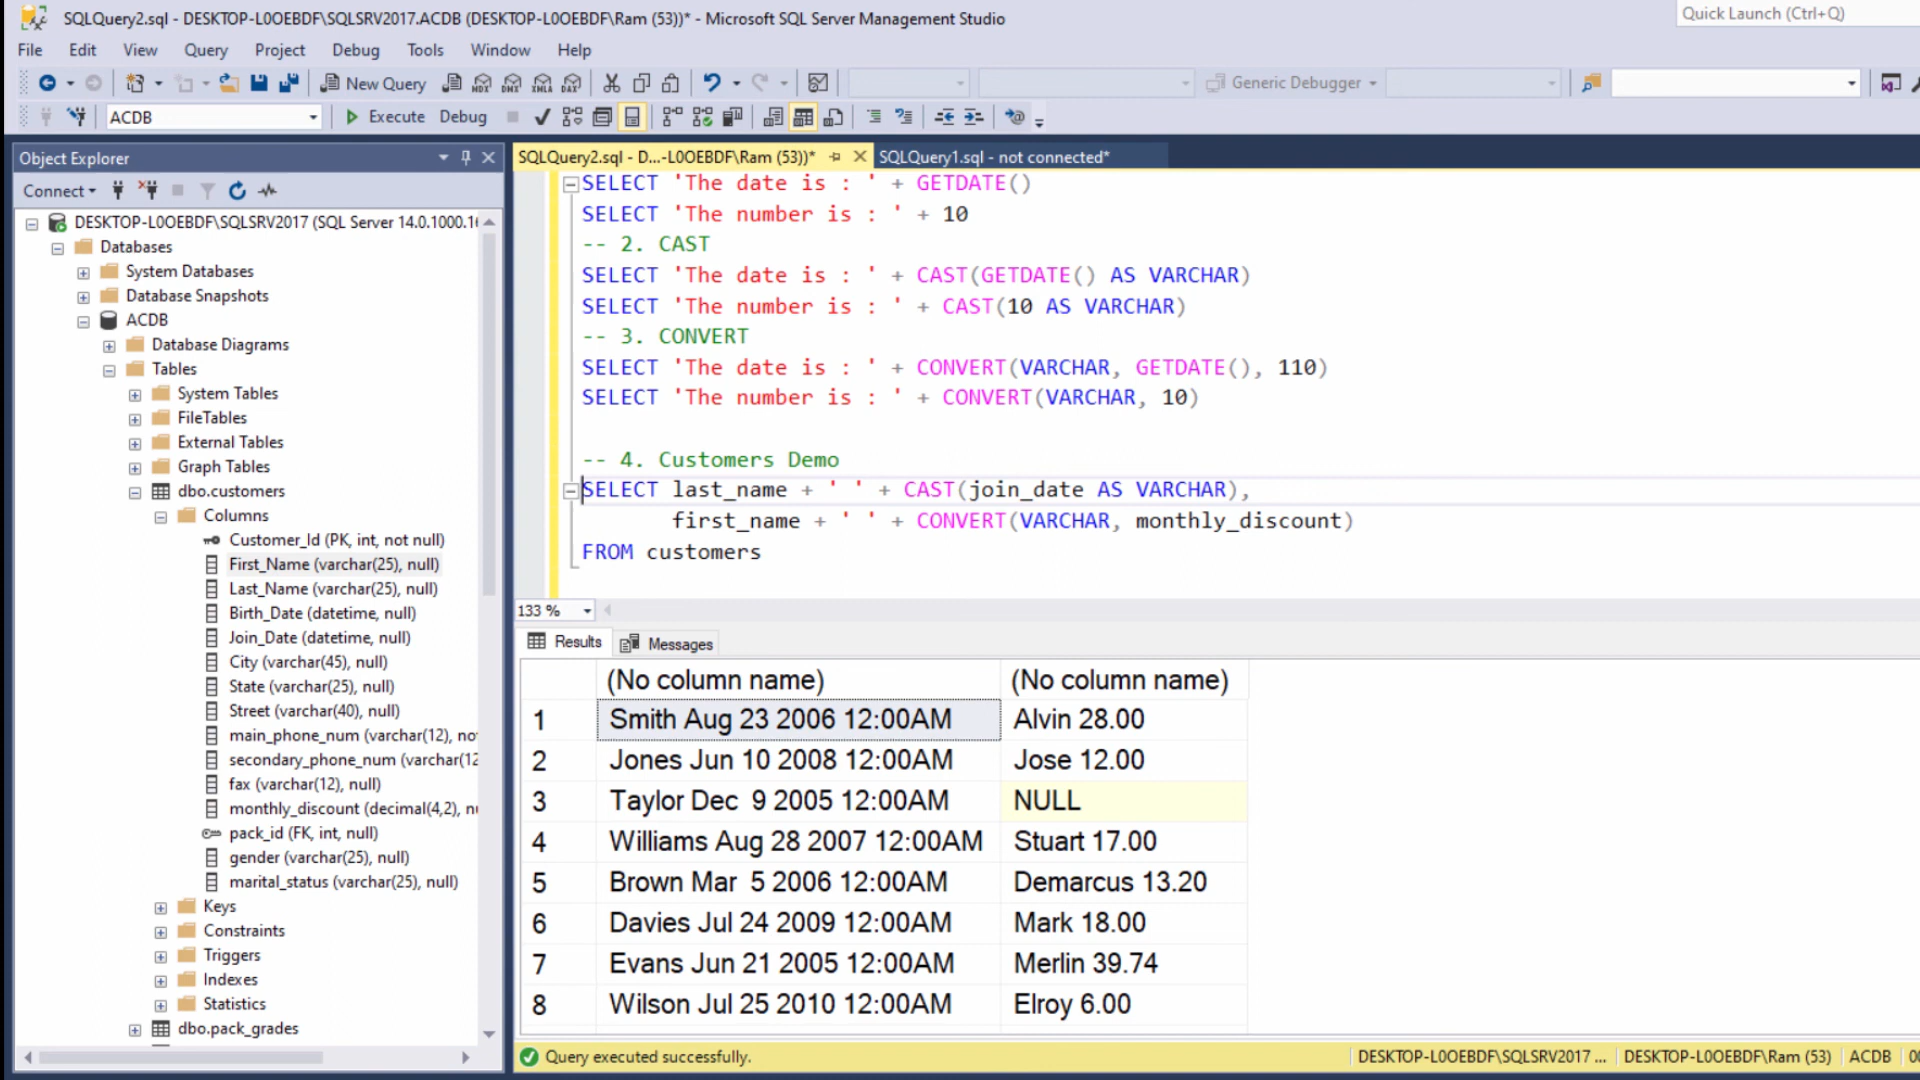 SQLQuery2.sql - DESKTOP-L0OEBDF\SQLSRV2017.ACDB (DESKTOP-L0OEBDF\Ram (53))* - Microsoft SQL Server Management Studio
Quick Launch (Ctrl+Q)
File Edit View Query Project Debug Tools Window Help
New Query MDX DMX XMLA DAX Generic Debugger
ACDB Execute Debug
Object Explorer
SQLQuery2.sql - D...-L0OEBDF\Ram (53))* SQLQuery1.sql - not connected*
Connect
DESKTOP-L0OEBDF\SQLSRV2017 (SQL Server 14.0.1000.1
Databases
System Databases
Database Snapshots
ACDB
Database Diagrams
Tables
System Tables
FileTables
External Tables
Graph Tables
dbo.customers
Columns
Customer_Id (PK, int, not null)
First_Name (varchar(25), null)
Last_Name (varchar(25), null)
Birth_Date (datetime, null)
Join_Date (datetime, null)
City (varchar(45), null)
State (varchar(25), null)
Street (varchar(40), null)
main_phone_num (varchar(12), no
secondary_phone_num (varchar(12
fax (varchar(12), null)
monthly_discount (decimal(4,2), n
pack_id (FK, int, null)
gender (varchar(25), null)
marital_status (varchar(25), null)
Keys
Constraints
Triggers
Indexes
Statistics
dbo.pack_grades
SELECT 'The date is : ' + GETDATE()
SELECT 'The number is : ' + 10
-- 2. CAST
SELECT 'The date is : ' + CAST(GETDATE() AS VARCHAR)
SELECT 'The number is : ' + CAST(10 AS VARCHAR)
-- 3. CONVERT
SELECT 'The date is : ' + CONVERT(VARCHAR, GETDATE(), 110)
SELECT 'The number is : ' + CONVERT(VARCHAR, 10)
-- 4. Customers Demo
SELECT last_name + ' ' + CAST(join_date AS VARCHAR),
first_name + ' ' + CONVERT(VARCHAR, monthly_discount)
FROM customers
133 %
Results Messages
(No column name) (No column name)
1 Smith Aug 23 2006 12:00AM Alvin 28.00
2 Jones Jun 10 2008 12:00AM Jose 12.00
3 Taylor Dec  9 2005 12:00AM NULL
4 Williams Aug 28 2007 12:00AM Stuart 17.00
5 Brown Mar  5 2006 12:00AM Demarcus 13.20
6 Davies Jul 24 2009 12:00AM Mark 18.00
7 Evans Jun 21 2005 12:00AM Merlin 39.74
8 Wilson Jul 25 2010 12:00AM Elroy 6.00
Query executed successfully. DESKTOP-L0OEBDF\SQLSRV2017 ... DESKTOP-L0OEBDF\Ram (53) ACDB